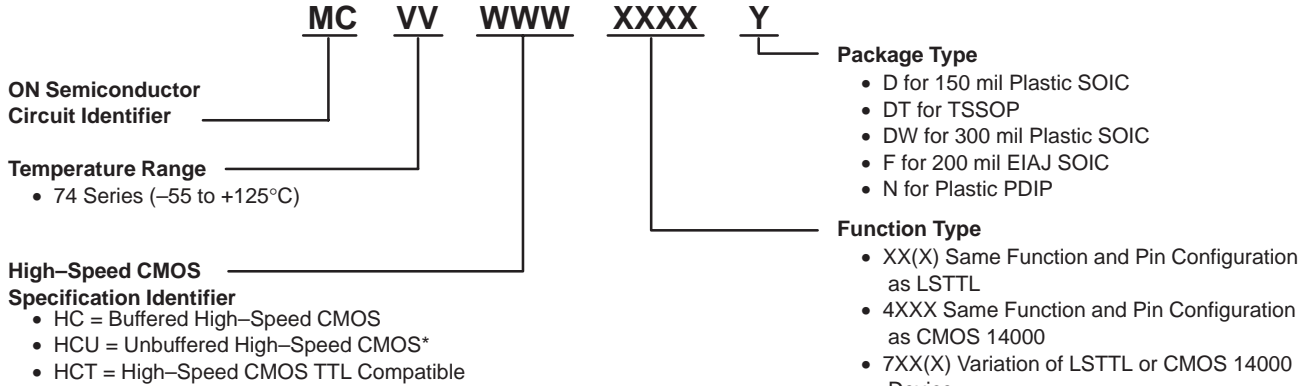 MC VV WWW XXXX Y
ON Semiconductor
Circuit Identifier
Temperature Range
• 74 Series (–55 to +125°C)
High–Speed CMOS
Specification Identifier
• HC = Buffered High–Speed CMOS
• HCU = Unbuffered High–Speed CMOS*
• HCT = High–Speed CMOS TTL Compatible
Package Type
• D for 150 mil Plastic SOIC
• DT for TSSOP
• DW for 300 mil Plastic SOIC
• F for 200 mil EIAJ SOIC
• N for Plastic PDIP
Function Type
• XX(X) Same Function and Pin Configuration
as LSTTL
• 4XXX Same Function and Pin Configuration
as CMOS 14000
• 7XX(X) Variation of LSTTL or CMOS 14000